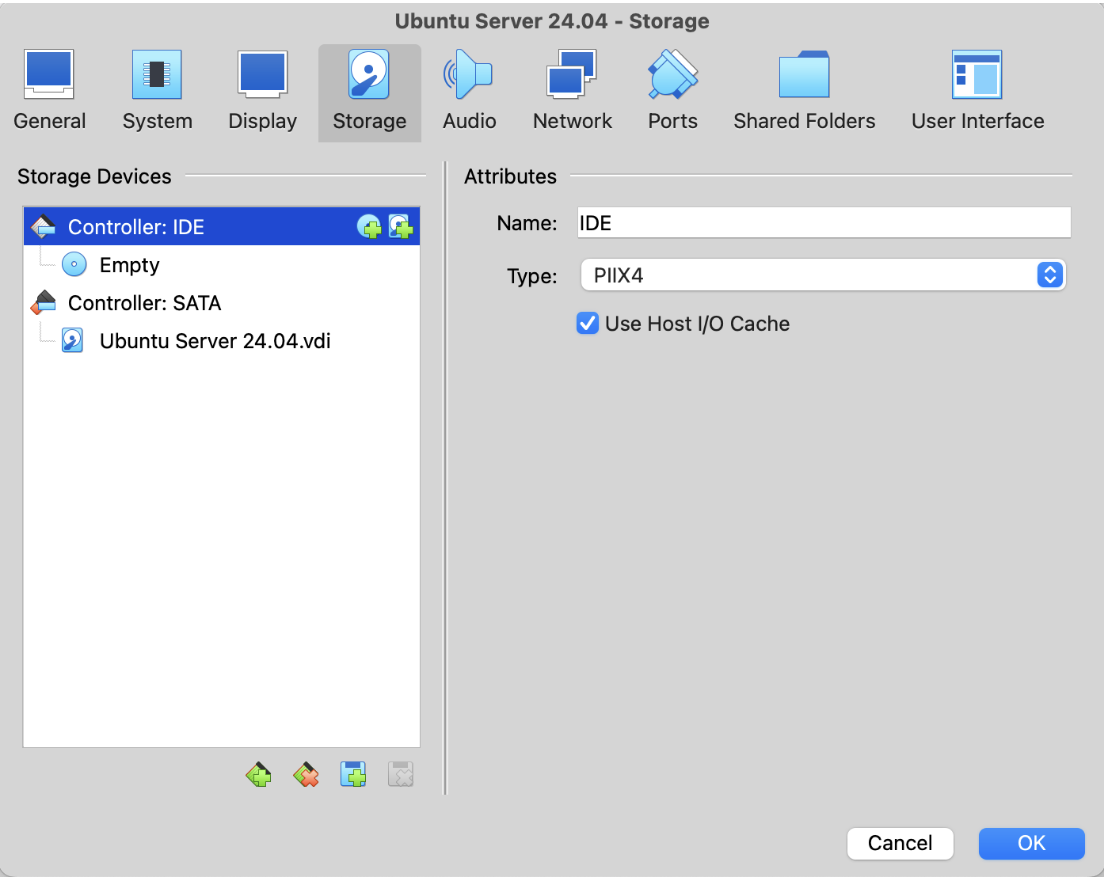 Ubuntu Server 24.04 - Storage
General System Display Storage Audio Network Ports Shared Folders User Interface
Storage Devices
Controller: IDE
Empty
Controller: SATA
Ubuntu Server 24.04.vdi
Attributes
Name: IDE
Type: PIIX4
Use Host I/O Cache
Cancel OK